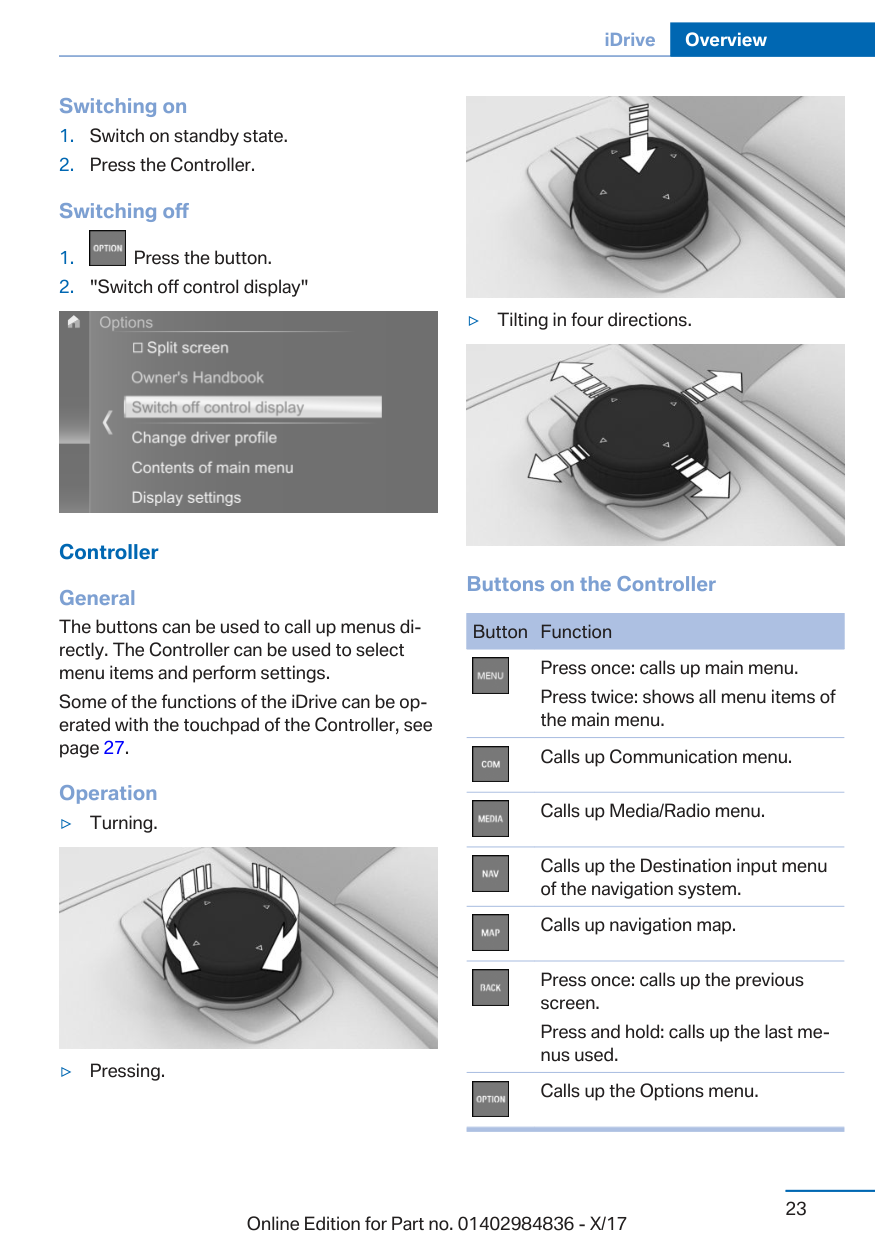 iDrive Overview
Switching on
1. Switch on standby state.
2. Press the Controller.
Switching off
1. OPTION Press the button.
2. "Switch off control display"
Options
Split screen
Owner's Handbook
Switch off control display
Change driver profile
Contents of main menu
Display settings
Controller
General
The buttons can be used to call up menus di-
rectly. The Controller can be used to select
menu items and perform settings.
Some of the functions of the iDrive can be op-
erated with the touchpad of the Controller, see
page 27.
Operation
▷ Turning.
▷ Pressing.
▷ Tilting in four directions.
Buttons on the Controller
Button Function
MENU Press once: calls up main menu.
Press twice: shows all menu items of
the main menu.
COM Calls up Communication menu.
MEDIA Calls up Media/Radio menu.
NAV Calls up the Destination input menu
of the navigation system.
MAP Calls up navigation map.
BACK Press once: calls up the previous
screen.
Press and hold: calls up the last me-
nus used.
OPTION Calls up the Options menu.
23
Online Edition for Part no. 01402984836 - X/17